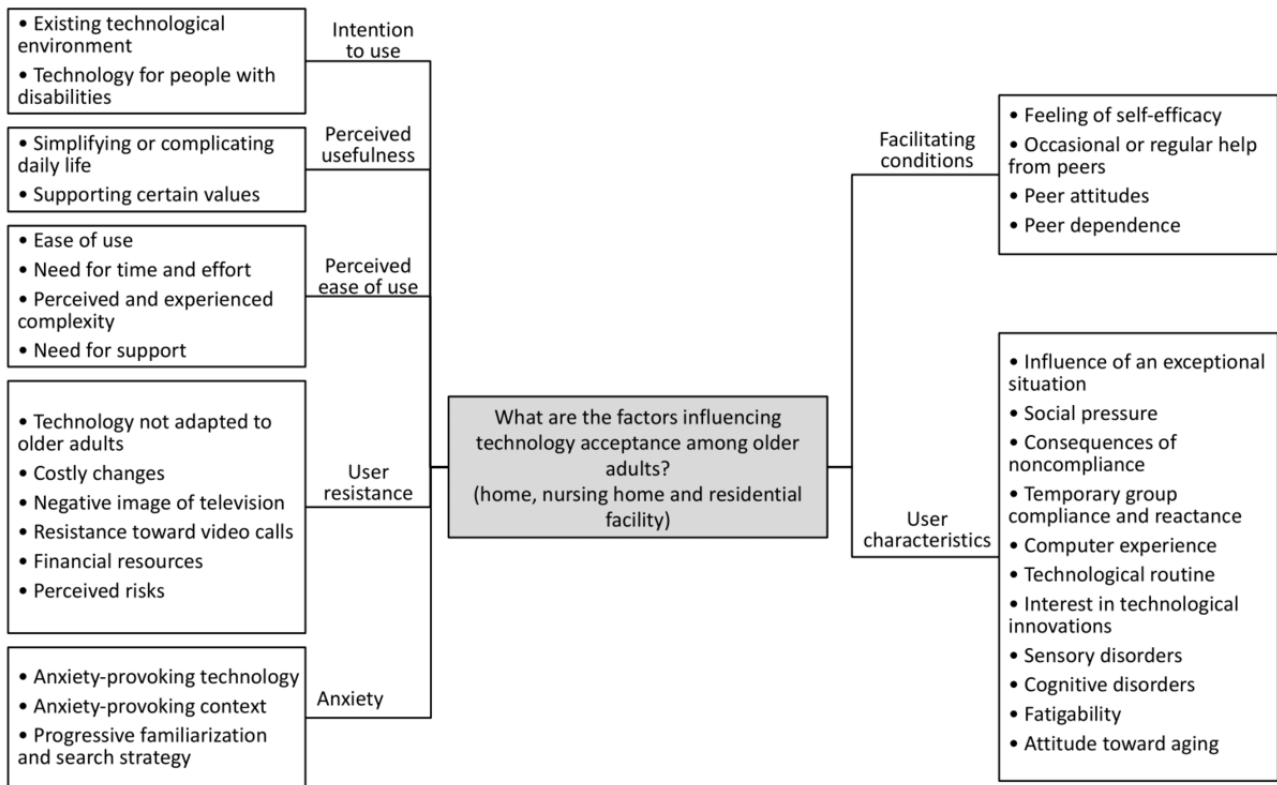 • Existing technological
environment
• Technology for people with
disabilities
Intention
to use
• Simplifying or complicating
daily life
• Supporting certain values
Perceived
usefulness
• Ease of use
• Need for time and effort
• Perceived and experienced
complexity
• Need for support
Perceived
ease of use
• Technology not adapted to
older adults
• Costly changes
• Negative image of television
• Resistance toward video calls
• Financial resources
• Perceived risks
User
resistance
• Anxiety-provoking technology
• Anxiety-provoking context
• Progressive familiarization
and search strategy
Anxiety
What are the factors influencing
technology acceptance among older
adults?
(home, nursing home and residential
facility)
Facilitating
conditions
• Feeling of self-efficacy
• Occasional or regular help
from peers
• Peer attitudes
• Peer dependence
User
characteristics
• Influence of an exceptional
situation
• Social pressure
• Consequences of
noncompliance
• Temporary group
compliance and reactance
• Computer experience
• Technological routine
• Interest in technological
innovations
• Sensory disorders
• Cognitive disorders
• Fatigability
• Attitude toward aging